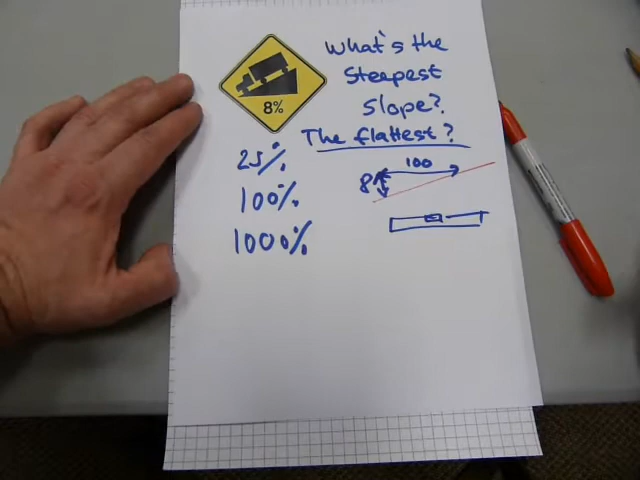 What's the
Steepest
Slope?
The flattest?
8%
25%
100%
1000%
100
8